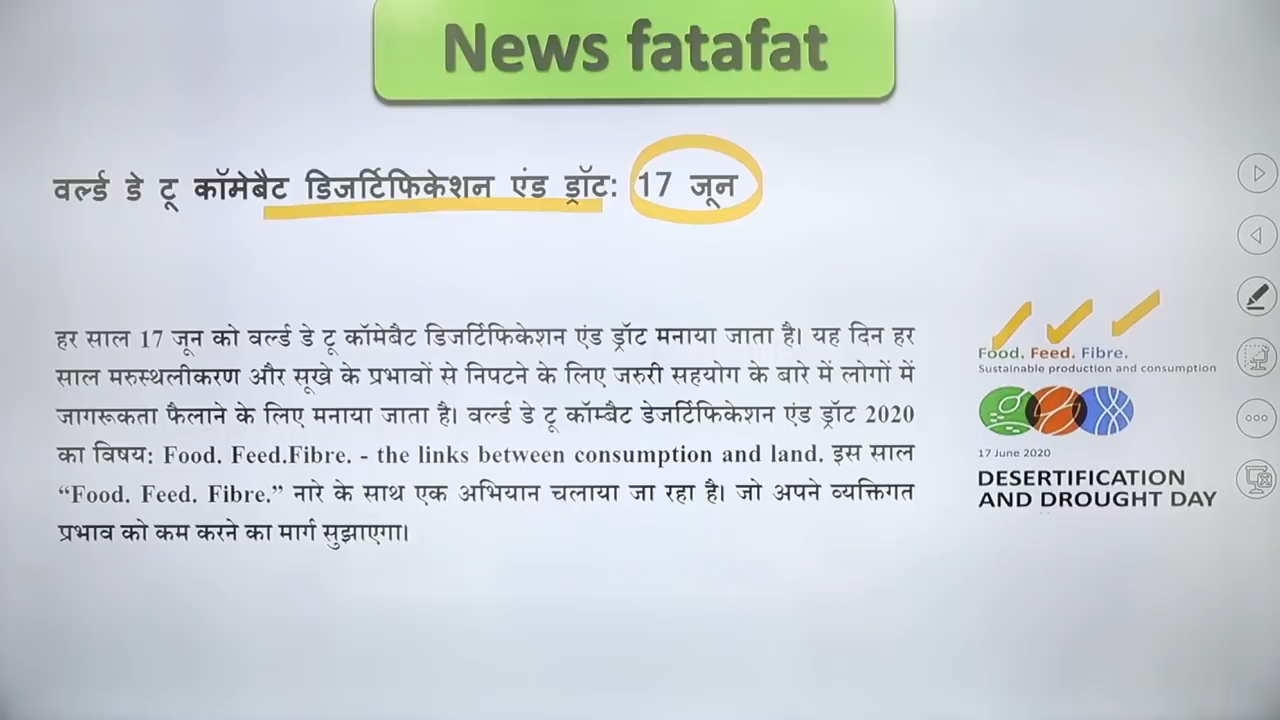 News fatafat
वर्ल्ड डे टू कॉमेबैट डिजर्टिफिकेशन एंड ड्रॉट: 17 जून
हर साल 17 जून को वर्ल्ड डे टू कॉमेबैट डिजर्टिफिकेशन एंड ड्रॉट मनाया जाता है। यह दिन हर
साल मरुस्थलीकरण और सूखे के प्रभावों से निपटने के लिए जरुरी सहयोग के बारे में लोगों में
जागरूकता फैलाने के लिए मनाया जाता है। वर्ल्ड डे टू कॉम्बैट डेजर्टिफिकेशन एंड ड्रॉट 2020
का विषय: Food. Feed.Fibre. - the links between consumption and land. इस साल
“Food. Feed. Fibre.” नारे के साथ एक अभियान चलाया जा रहा है। जो अपने व्यक्तिगत
प्रभाव को कम करने का मार्ग सुझाएगा।
Food. Feed. Fibre.
Sustainable production and consumption
17 June 2020
DESERTIFICATION
AND DROUGHT DAY